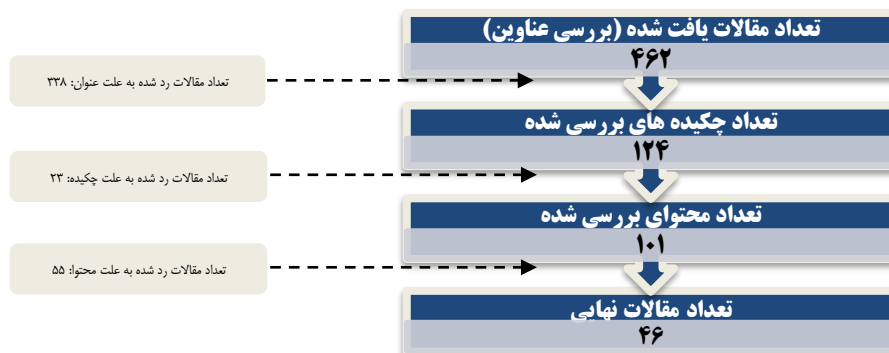 تعداد مقالات یافت شده (بررسی عناوین)
۴۶۲
تعداد مقالات رد شده به علت عنوان: ۳۳۸
تعداد چکیده های بررسی شده
۱۲۴
تعداد مقالات رد شده به علت چکیده: ۲۳
تعداد محتوای بررسی شده
۱۰۱
تعداد مقالات رد شده به علت محتوا: ۵۵
تعداد مقالات نهایی
۴۶